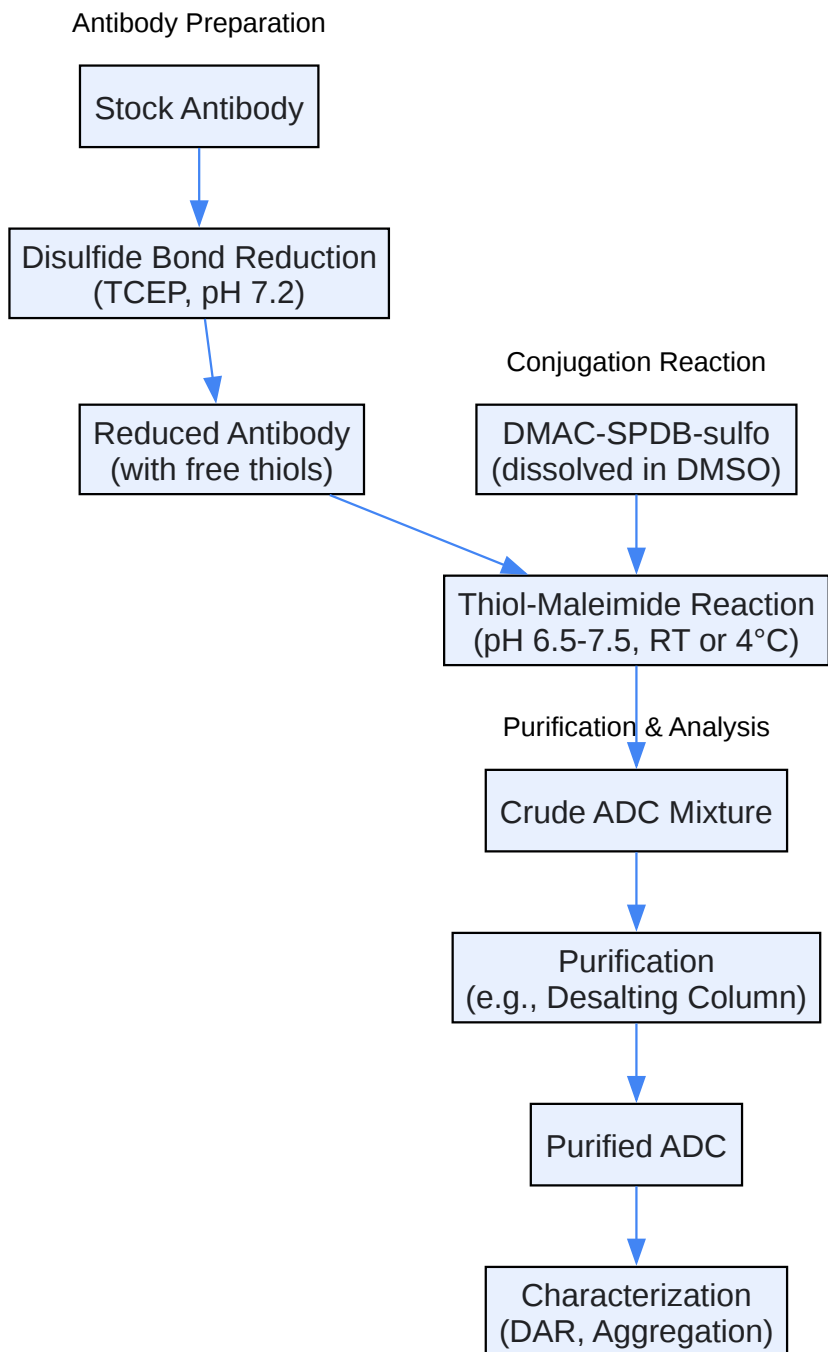 Antibody Preparation
Stock Antibody
Disulfide Bond Reduction
(TCEP, pH 7.2)
Reduced Antibody
(with free thiols)
Conjugation Reaction
DMAC-SPDB-sulfo
(dissolved in DMSO)
Thiol-Maleimide Reaction
(pH 6.5-7.5, RT or 4°C)
Purification & Analysis
Crude ADC Mixture
Purification
(e.g., Desalting Column)
Purified ADC
Characterization
(DAR, Aggregation)